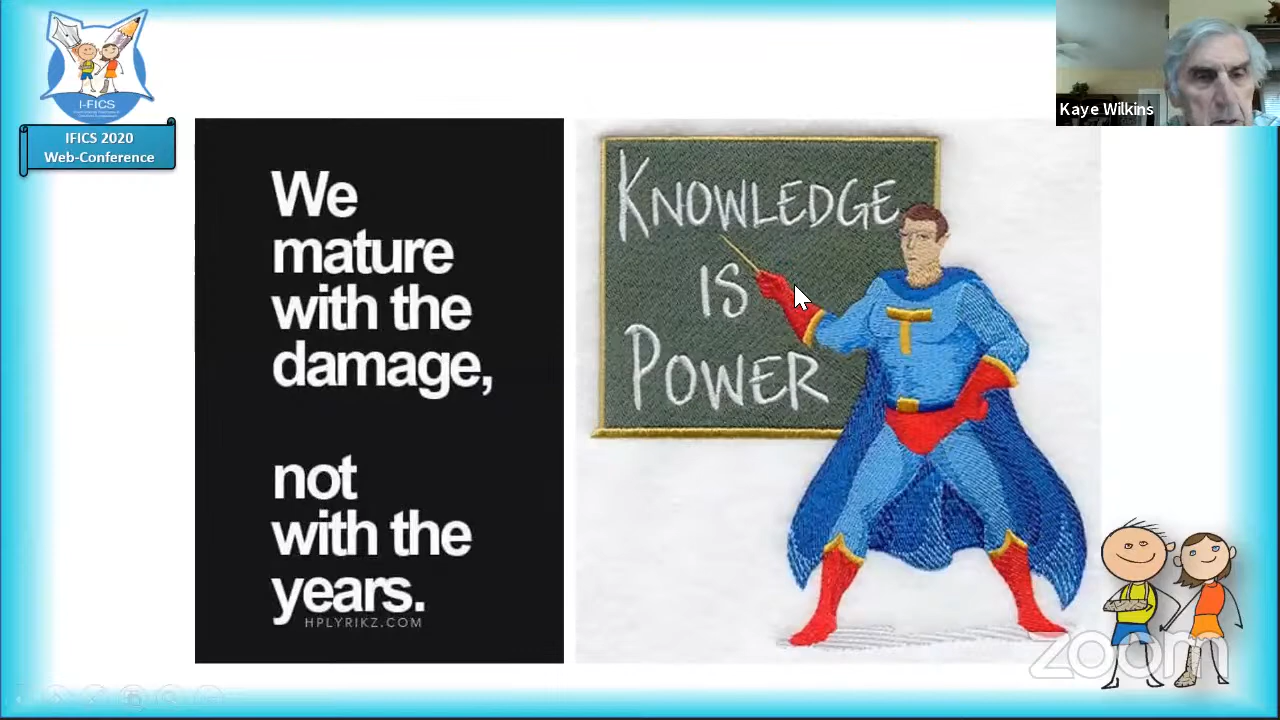 I-FICS
IFICS 2020
Web-Conference
Kaye Wilkins
We
mature
with the
damage,
not
with the
years.
HPLYRIKZ.COM
KNOWLEDGE
IS
POWER
T
zoom